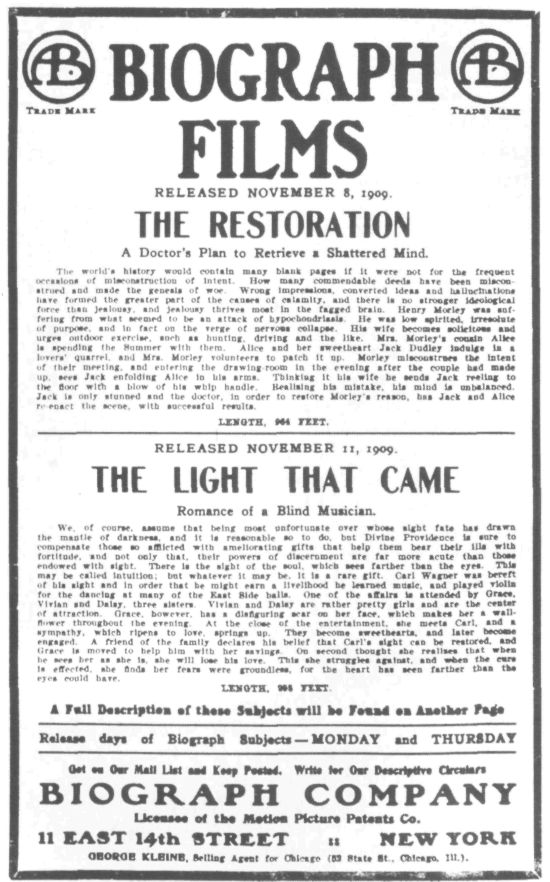 AB BIOGRAPH AB
TRADE MARK TRADE MARK
FILMS
RELEASED NOVEMBER 8, 1909.
THE RESTORATION
A Doctor's Plan to Retrieve a Shattered Mind.
The world's history would contain many blank pages if it were not for the frequent
occasions of misconstruction of intent. How many commendable deeds have been miscon-
strued and made the genesis of woe. Wrong impressions, converted ideas and hallucinations
have formed the greater part of the causes of calamity, and there is no stronger ideological
force than jealousy, and jealousy thrives most in the fagged brain. Henry Morley was suf-
fering from what seemed to be an attack of hypochondriasis. He was low spirited, irresolute
of purpose, and in fact on the verge of nervous collapse. His wife becomes solicitous and
urges outdoor exercise, such as hunting, driving and the like. Mrs. Morley's cousin Alice
is spending the Summer with them. Alice and her sweetheart Jack Dudley indulge in a
lovers' quarrel, and Mrs. Morley volunteers to patch it up. Morley misconstrues the intent
of their meeting, and entering the drawing-room in the evening after the couple had made
up, sees Jack enfolding Alice in his arms. Thinking it his wife he sends Jack reeling to
the floor with a blow of his whip handle. Realising his mistake, his mind is unbalanced.
Jack is only stunned and the doctor, in order to restore Morley's reason, has Jack and Alice
re-enact the scene, with successful results.
LENGTH, 964 FEET.
RELEASED NOVEMBER 11, 1909.
THE LIGHT THAT CAME
Romance of a Blind Musician.
We, of course, assume that being most unfortunate over whose sight fate has drawn
the mantle of darkness, and it is reasonable so to do, but Divine Providence is sure to
compensate those so afflicted with ameliorating gifts that help them bear their ills with
fortitude, and not only that, their powers of discernment are far more acute than those
endowed with sight. There is the sight of the soul, which sees farther than the eyes. This
may be called intuition; but whatever it may be, it is a rare gift. Carl Wagner was bereft
of his sight and in order that he might earn a livelihood he learned music, and played violin
for the dancing at many of the East Side balls. One of the affairs is attended by Grace,
Vivian and Daisy, three sisters. Vivian and Daisy are rather pretty girls and are the center
of attraction. Grace, however, has a disfiguring scar on her face, which makes her a wall-
flower throughout the evening. At the close of the entertainment, she meets Carl, and a
sympathy, which ripens to love, springs up. They become sweethearts, and later become
engaged. A friend of the family declares his belief that Carl's sight can be restored, and
Grace is moved to help him with her savings. On second thought she realises that when
he sees her as she is, she will lose his love. This she struggles against, and when the cure
is effected, she finds her fears were groundless, for the heart has seen farther than the
eyes could have.
LENGTH, FEET.
A Full Description of these Subjects will be Found on Another Page
Release days of Biograph Subjects—MONDAY and THURSDAY
Get on Our Mail List and Keep Posted. Write for Our Descriptive Circulars
BIOGRAPH COMPANY
Licensee of the Motion Picture Patents Co.
11 EAST 14th STREET :: NEW YORK
GEORGE KLEINE, Selling Agent for Chicago (52 State St., Chicago, Ill.).